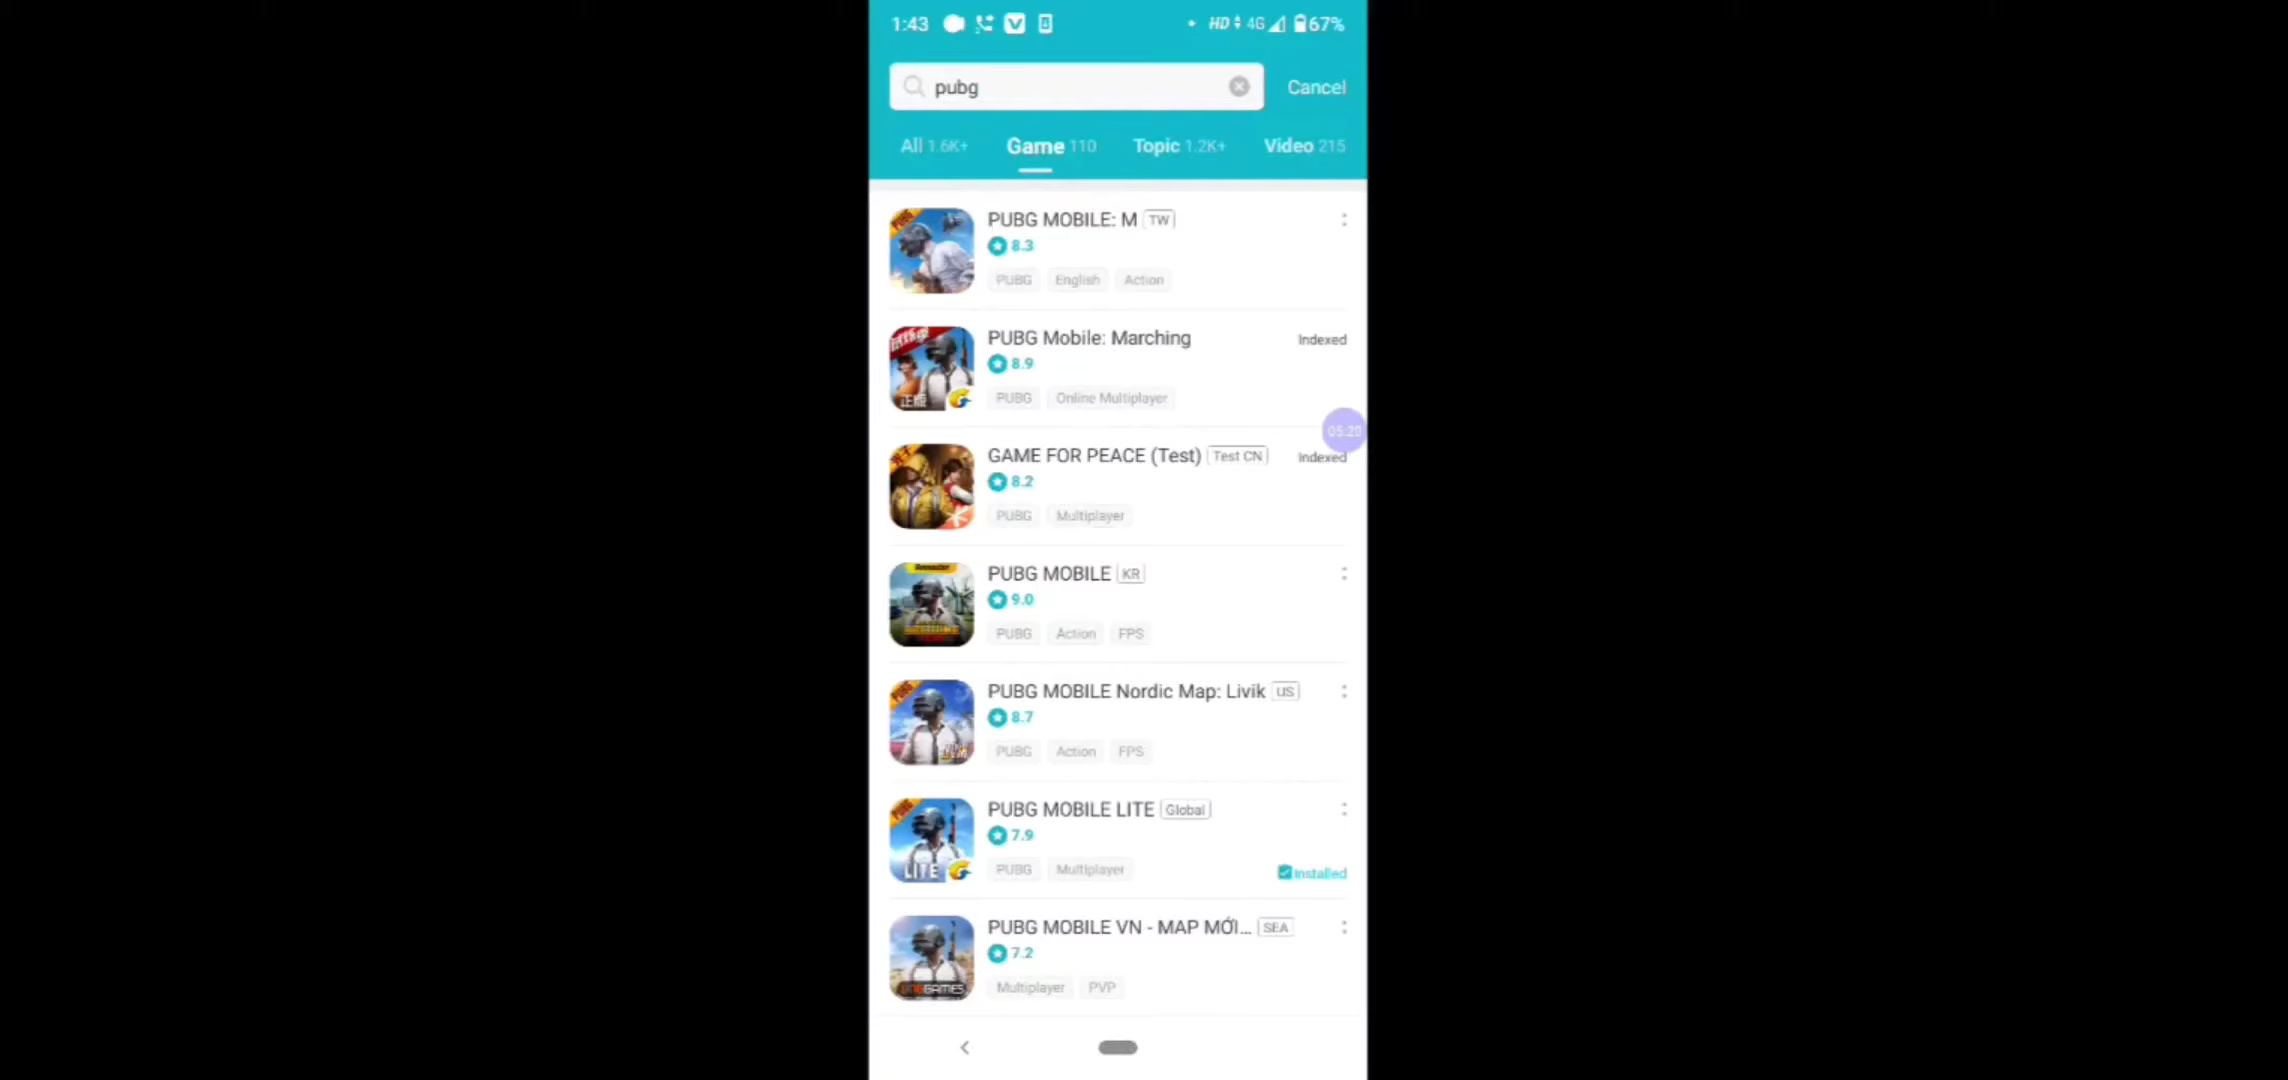 1:43 HD 4G 67%
pubg Cancel
All 1.6K+ Game 110 Topic 1.2K+ Video 215
PUBG MOBILE: M TW
8.3
PUBG English Action
PUBG Mobile: Marching Indexed
8.9
PUBG Online Multiplayer
05:20
GAME FOR PEACE (Test) Test CN Indexed
8.2
PUBG Multiplayer
PUBG MOBILE KR
9.0
PUBG Action FPS
PUBG MOBILE Nordic Map: Livik US
8.7
PUBG Action FPS
PUBG MOBILE LITE Global
7.9
LITE
PUBG Multiplayer Installed
PUBG MOBILE VN - MAP MỚI... SEA
7.2
Multiplayer PVP